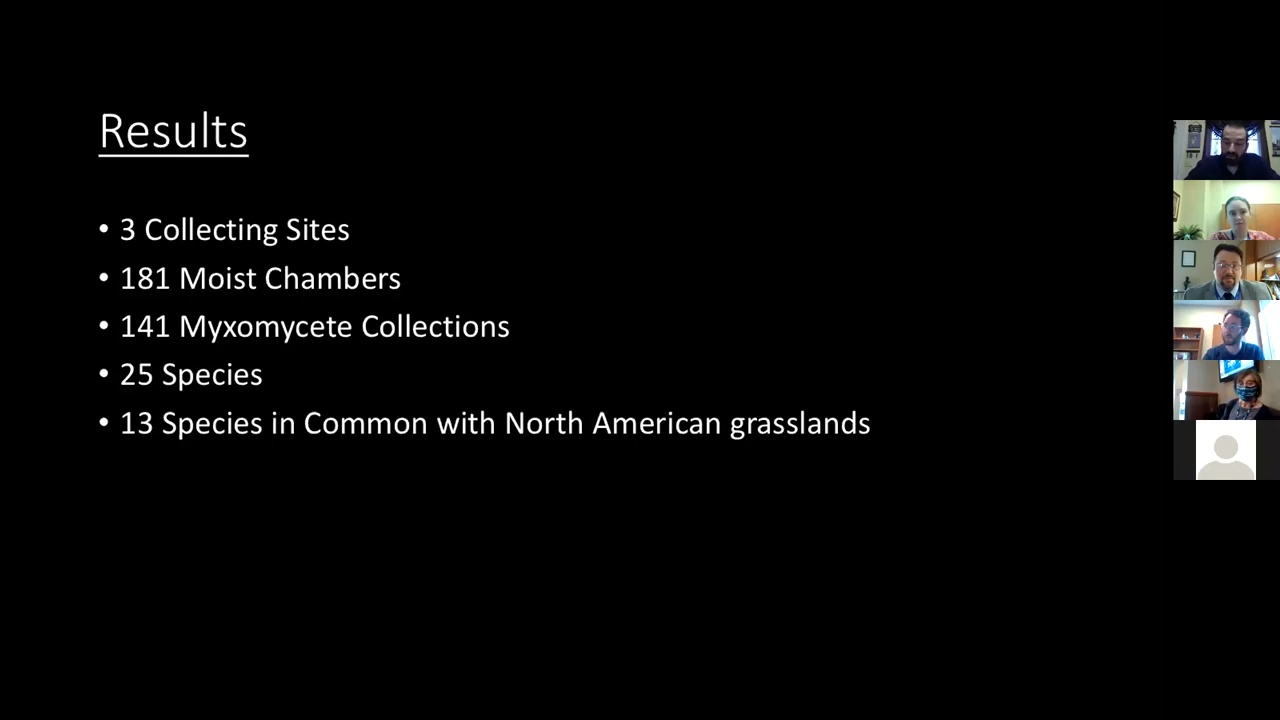 Results
• 3 Collecting Sites
• 181 Moist Chambers
• 141 Myxomycete Collections
• 25 Species
• 13 Species in Common with North American grasslands